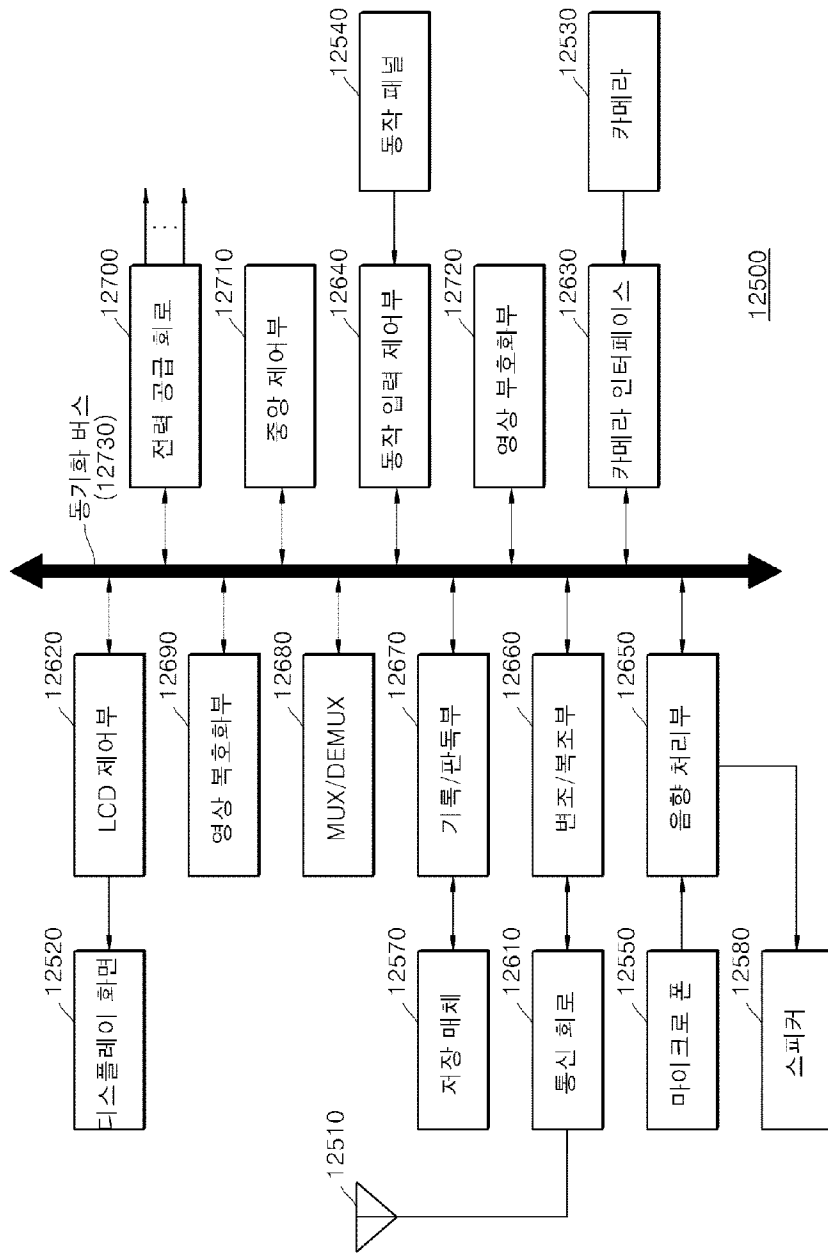 12520
디스플레이 화면
12620
LCD 제어부
동기화 버스
(12730)
12700
전력 공급 회로
...
12690
영상 복호화부
12710
중앙 제어부
12680
MUX/DEMUX
12640
동작 입력 제어부
12540
동작 패널
12570
저장 매체
12670
기록/판독부
12720
영상 부호화부
12510
12610
통신 회로
12660
변조/복조부
12630
카메라 인터페이스
12530
카메라
12550
마이크로 폰
12650
음향 처리부
12580
스피커
12500